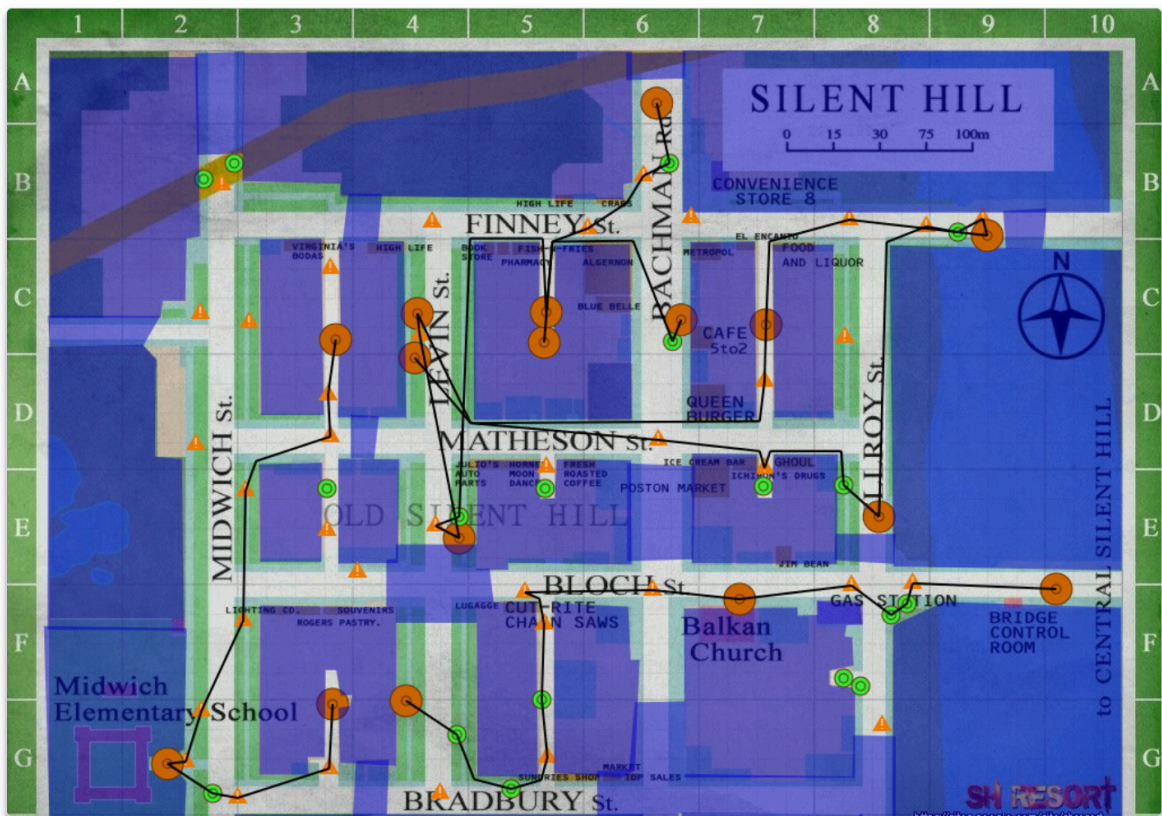 1 2 3 4 5 6 7 8 9 10
A A
SILENT HILL
0 15 30 75 100m
B B
CONVENIENCE
STORE 8
HIGH LIFE CRABS
FINNEY St.
BACHMAN Rd.
VIRGINIA'S
BODAS
HIGH LIFE
BOOK
STORE
PHARMACY
ALGERNON
METROPOL
EL ENCANTO
FOOD
AND LIQUOR
N
C C
LEVIN St.
BLUE BELLE
CAFE
5to2
D D
QUEEN
BURGER
MIDWICH St.
MATHESON St.
ELLROY St.
JULIO'S
AUTO
PARTS
MOON
DANCE
FRESH
ROASTED
COFFEE
ICE CREAM BAR
GHOUL
POSTON MARKET
E E
OLD SILENT HILL
to CENTRAL SILENT HILL
JIM BEAN
BLOCH St
LIGHTING CO. SOUVENIRS
ROGERS PASTRY.
LUGAGGE
CUT-RITE
CHAIN SAWS
GAS STATION
BRIDGE
CONTROL
ROOM
F F
Balkan
Church
Midwich
Elementary School
G G
MARKET
SUNDRIES SHOP TOP SALES
BRADBURY St.
SH RESORT